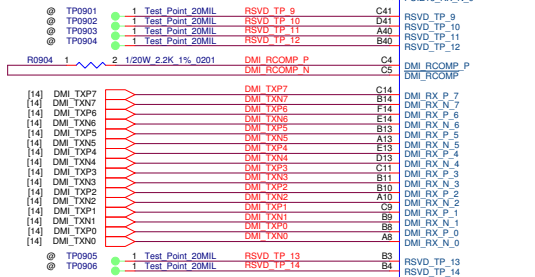 @ TP0901 1 Test_Point_20MIL RSVD_TP_9 C41 RSVD_TP_9
@ TP0902 1 Test_Point_20MIL RSVD_TP_10 D41 RSVD_TP_10
@ TP0903 1 Test_Point_20MIL RSVD_TP_11 A40 RSVD_TP_11
@ TP0904 1 Test_Point_20MIL RSVD_TP_12 B40 RSVD_TP_12
R0904 1 2 1/20W_2.2K_1%_0201 DMI_RCOMP_P C4 DMI_RCOMP_P
DMI_RCOMP_N C5 DMI_RCOMP
[14] DMI_TXP7 DMI_TXP7 C14 DMI_RX_P_7
[14] DMI_TXN7 DMI_TXN7 B14 DMI_RX_N_7
[14] DMI_TXP6 DMI_TXP6 F14 DMI_RX_P_6
[14] DMI_TXN6 DMI_TXN6 E14 DMI_RX_N_6
[14] DMI_TXP5 DMI_TXP5 B13 DMI_RX_P_5
[14] DMI_TXN5 DMI_TXN5 A13 DMI_RX_N_5
[14] DMI_TXP4 DMI_TXP4 E13 DMI_RX_P_4
[14] DMI_TXN4 DMI_TXN4 D13 DMI_RX_N_4
[14] DMI_TXP3 DMI_TXP3 C11 DMI_RX_P_3
[14] DMI_TXN3 DMI_TXN3 B11 DMI_RX_N_3
[14] DMI_TXP2 DMI_TXP2 B10 DMI_RX_P_2
[14] DMI_TXN2 DMI_TXN2 A10 DMI_RX_N_2
[14] DMI_TXP1 DMI_TXP1 C9 DMI_RX_P_1
[14] DMI_TXN1 DMI_TXN1 B9 DMI_RX_N_1
[14] DMI_TXP0 DMI_TXP0 B8 DMI_RX_P_0
[14] DMI_TXN0 DMI_TXN0 A8 DMI_RX_N_0
@ TP0905 1 Test_Point_20MIL RSVD_TP_13 B3 RSVD_TP_13
@ TP0906 1 Test_Point_20MIL RSVD_TP_14 B4 RSVD_TP_14